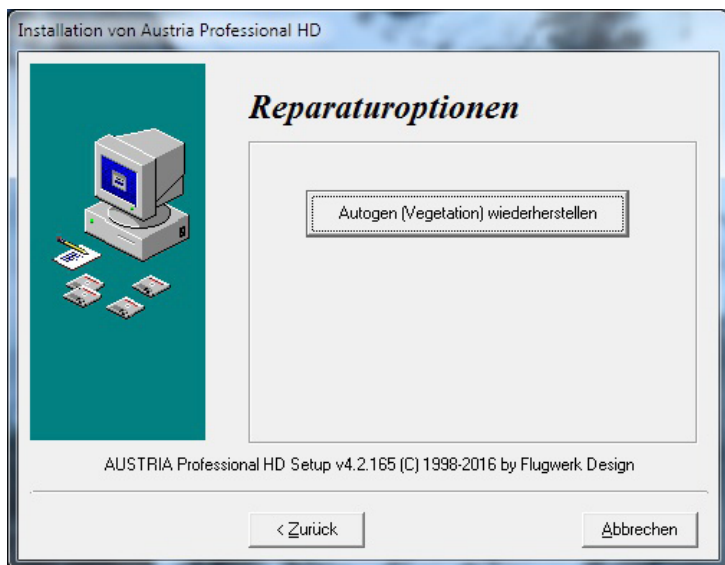 Installation von Austria Professional HD
Reparaturoptionen
Autogen (Vegetation) wiederherstellen
AUSTRIA Professional HD Setup v4.2.165 (C) 1998-2016 by Flugwerk Design
< Zurück
Abbrechen